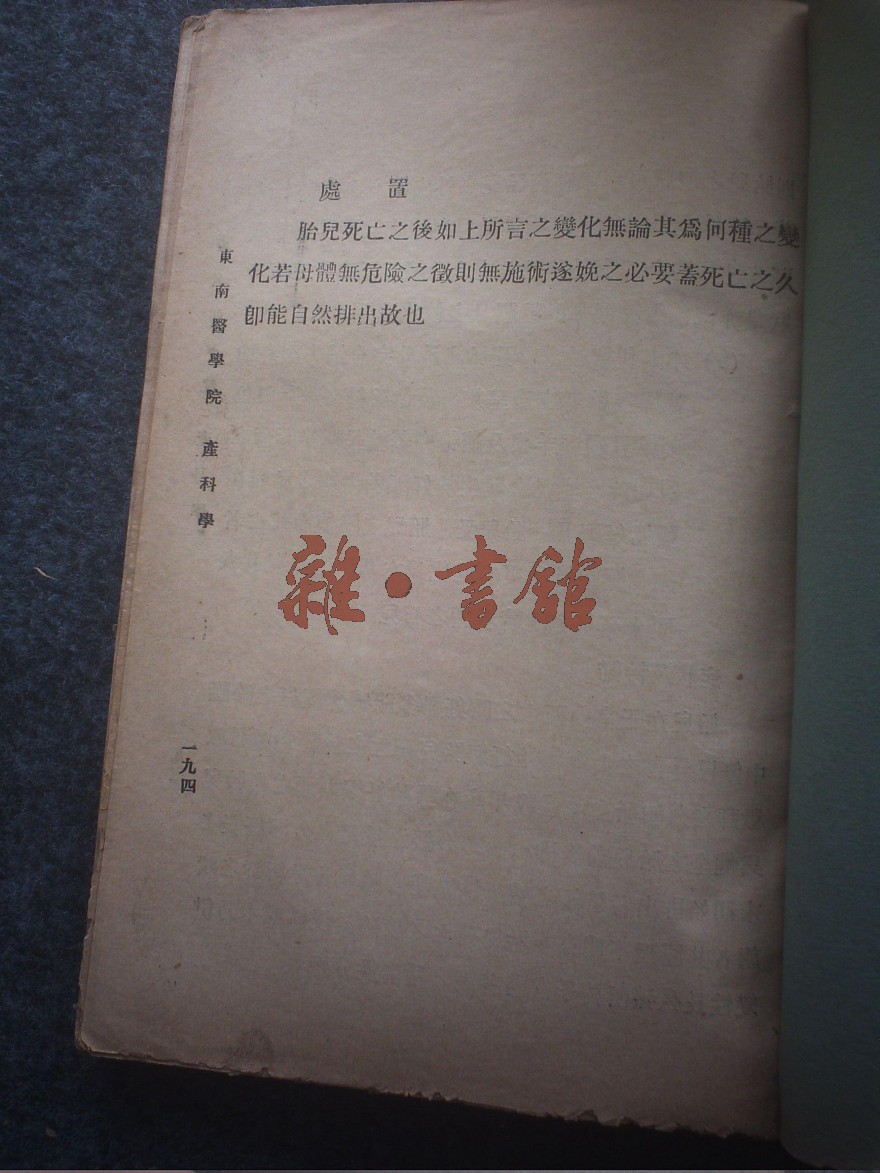 處　置
胎兒死亡之後如上所言之變化無論其爲何種之變
化若母體無危險之徵則無施術遂娩之必要蓋死亡之久
卽能自然排出故也
東南醫學院 產科學
一九四
雜·書館